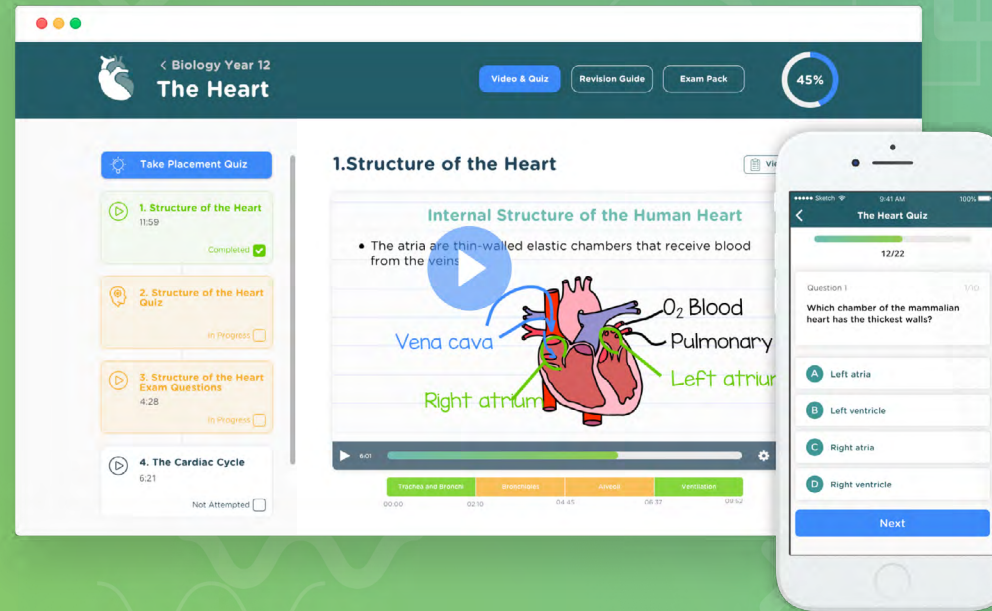 < Biology Year 12
The Heart
Video & Quiz
Revision Guide
Exam Pack
45%
Take Placement Quiz
1. Structure of the Heart
11:59
Completed
2. Structure of the Heart
Quiz
In Progress
3. Structure of the Heart
Exam Questions
4:28
In Progress
4. The Cardiac Cycle
6:21
Not Attempted
1.Structure of the Heart
Internal Structure of the Human Heart
• The atria are thin-walled elastic chambers that receive blood
from the veins
O₂ Blood
Vena cava
Pulmonary
Left atriu
Right atrium
6:01
Trachea and Bronchi
Bronchioles
Alveoli
Ventilation
00:00
02:10
04:45
06:37
09:52
Sketch
9:41 AM
100%
The Heart Quiz
12/22
Question 1
1/10
Which chamber of the mammalian
heart has the thickest walls?
A Left atria
B Left ventricle
C Right atria
D Right ventricle
Next